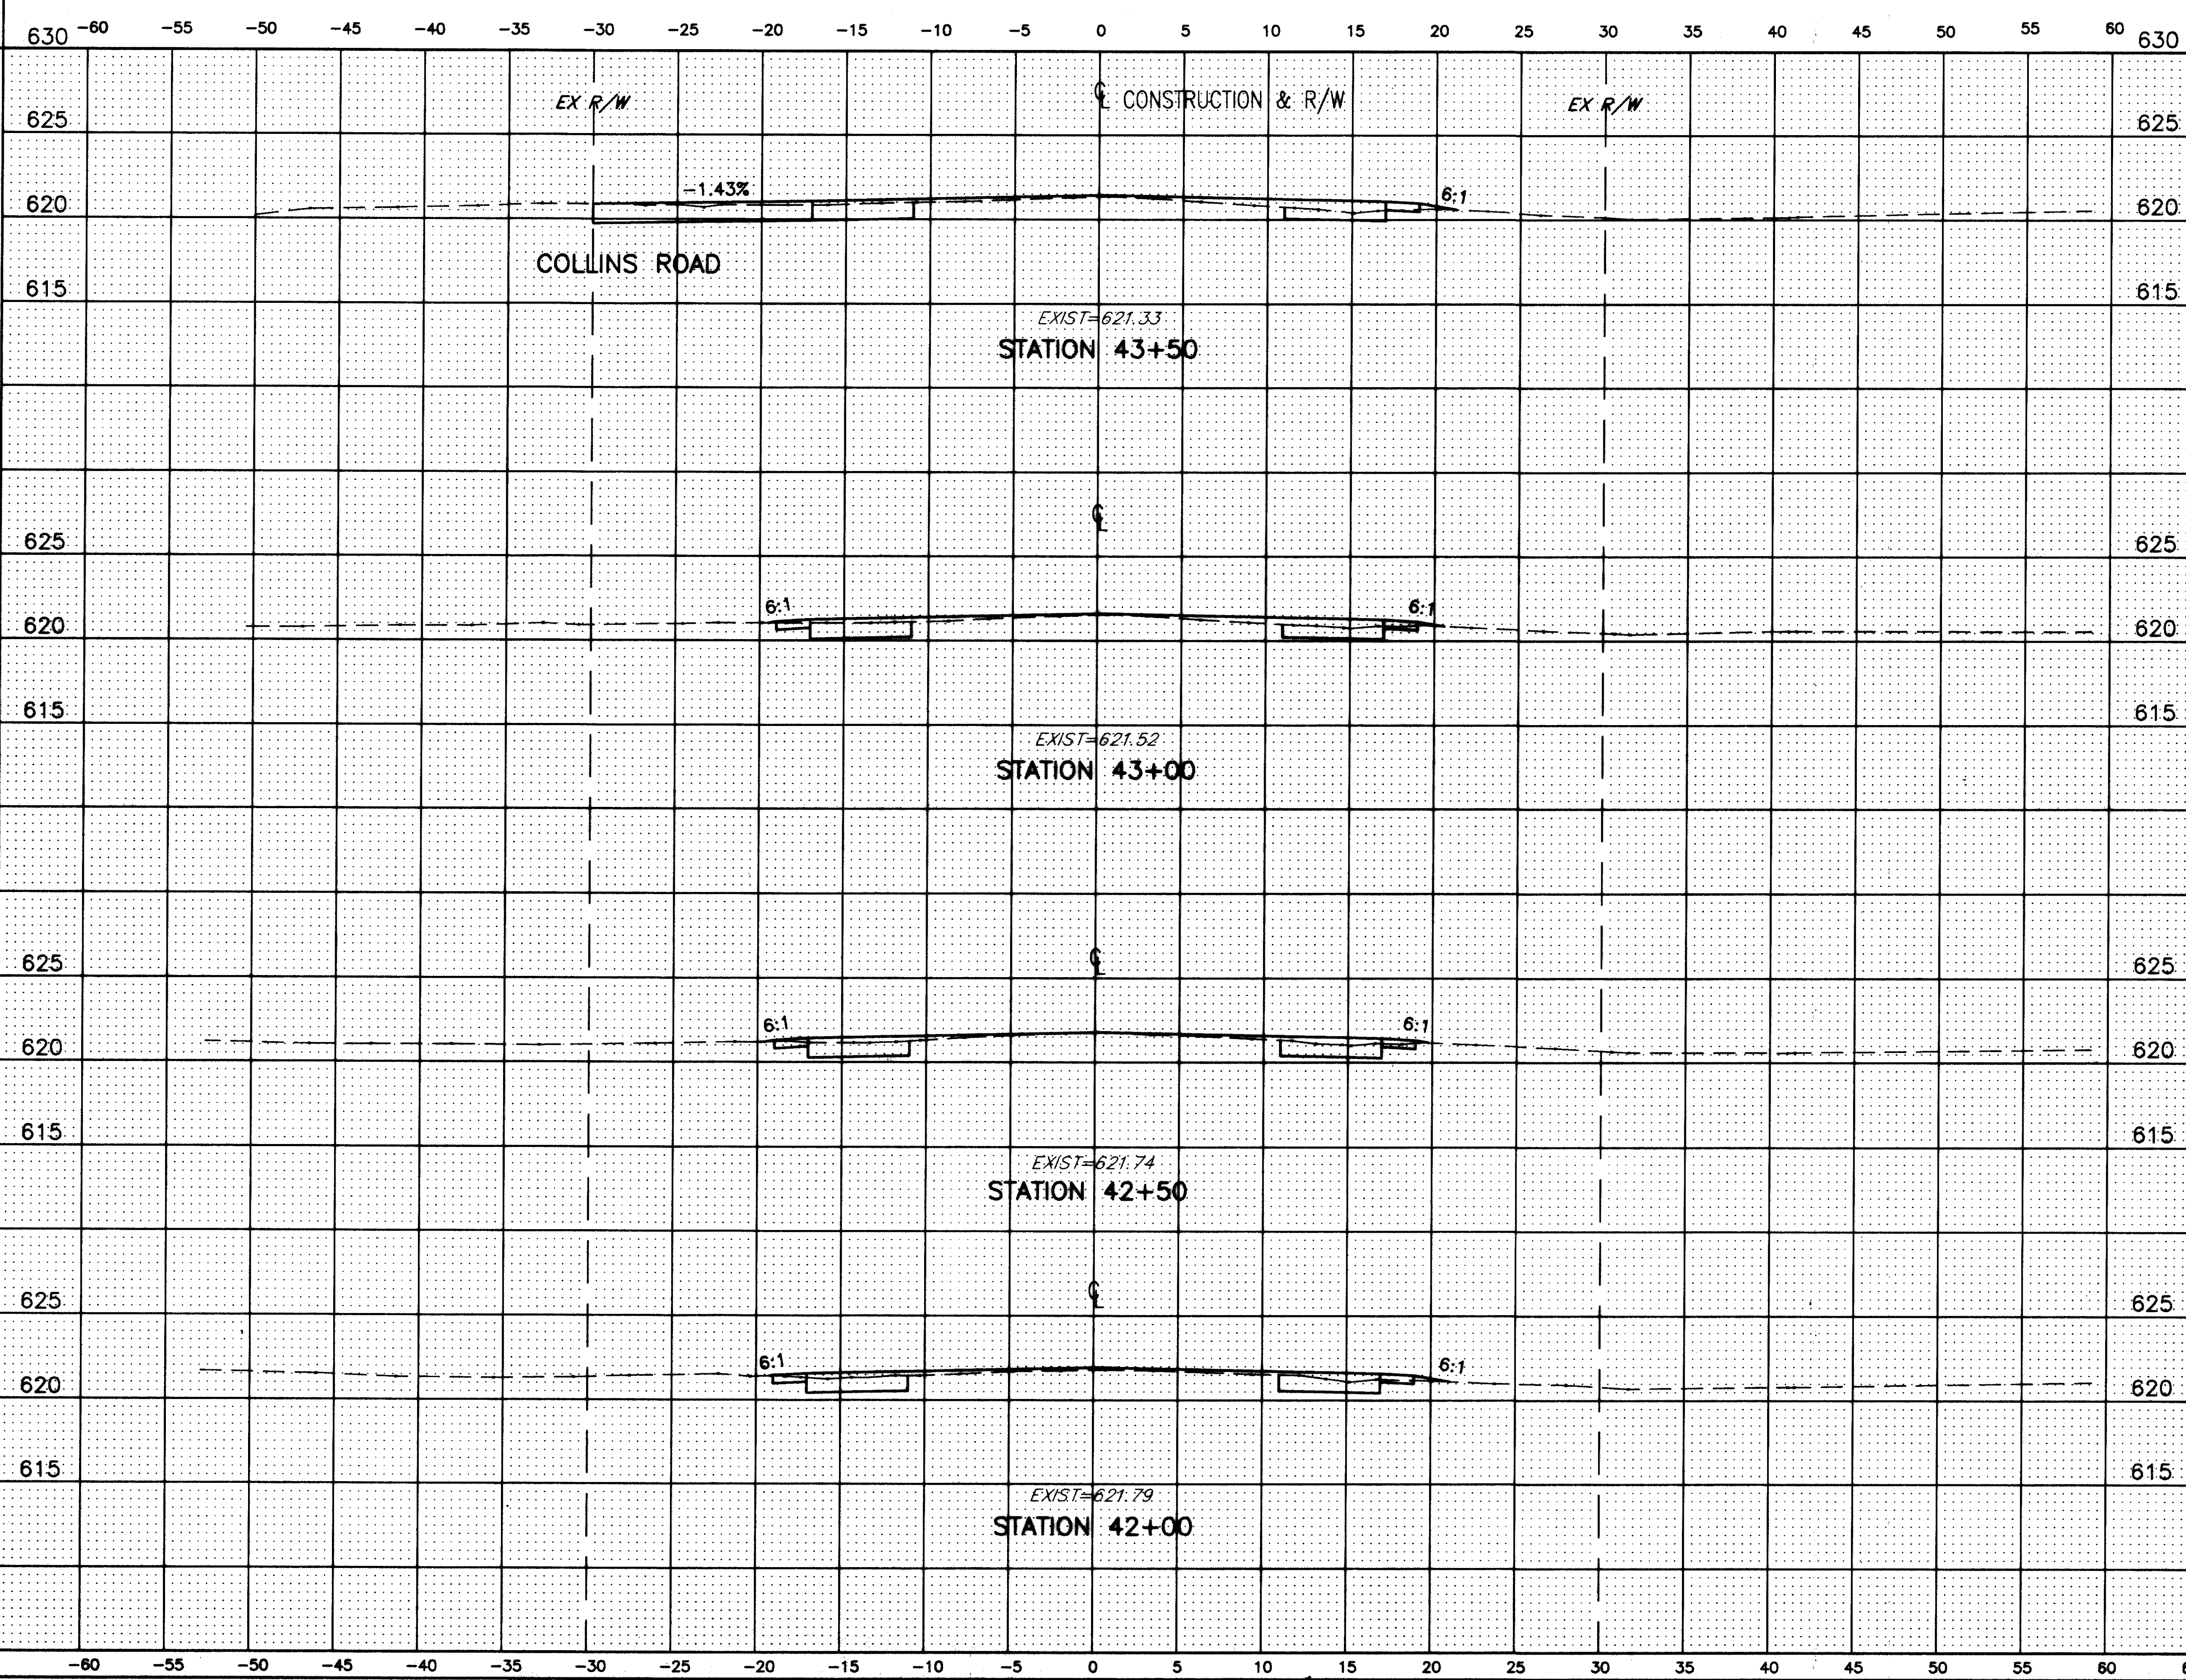 -60 -55 -50 -45 -40 -35 -30 -25 -20 -15 -10 -5 0 5 10 15 20 25 30 35 40 45 50 55 60
630 630
EX R/W ℄ CONSTRUCTION & R/W EX R/W
625 625
-1.43% 6:1
620 620
COLLINS ROAD
615 615
EXIST=621.33
STATION 43+50
℄
625 625
6:1 6:1
620 620
615 615
EXIST=621.52
STATION 43+00
℄
625 625
6:1 6:1
620 620
615 615
EXIST=621.74
STATION 42+50
℄
625 625
6:1 6:1
620 620
615 615
EXIST=621.79
STATION 42+00
-60 -55 -50 -45 -40 -35 -30 -25 -20 -15 -10 -5 0 5 10 15 20 25 30 35 40 45 50 55 60